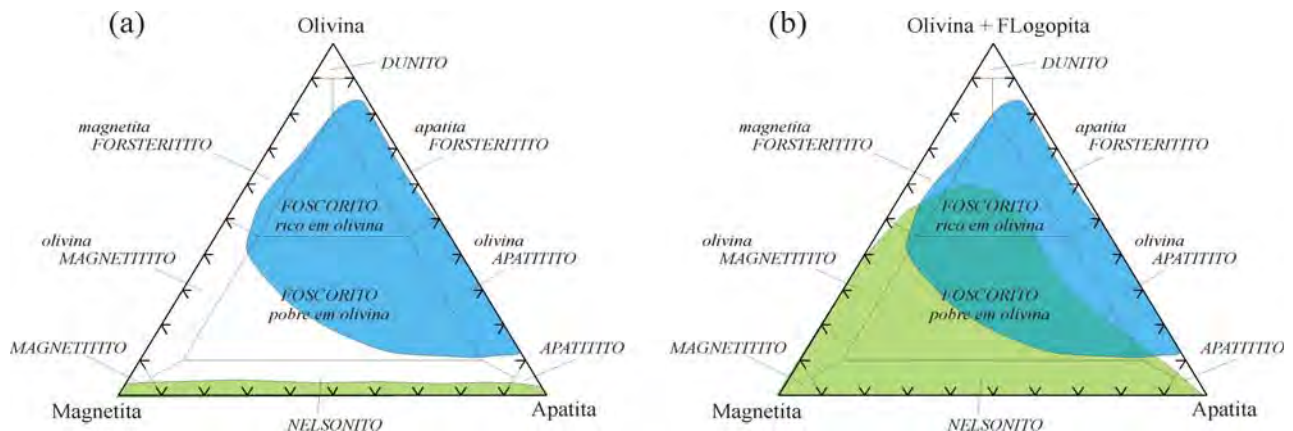 (a)
Olivina
DUNITO
magnetita
FORSTERITITO
apatita
FORSTERITITO
FOSCORITO
rico em olivina
olivina
MAGNETITITO
olivina
APATITITO
FOSCORITO
pobre em olivina
MAGNETITITO
APATITITO
Magnetita
Apatita
NELSONITO
(b)
Olivina + FLogopita
DUNITO
magnetita
FORSTERITITO
apatita
FORSTERITITO
FOSCORITO
rico em olivina
olivina
MAGNETITITO
olivina
APATITITO
FOSCORITO
pobre em olivina
MAGNETITITO
APATITITO
Magnetita
Apatita
NELSONITO